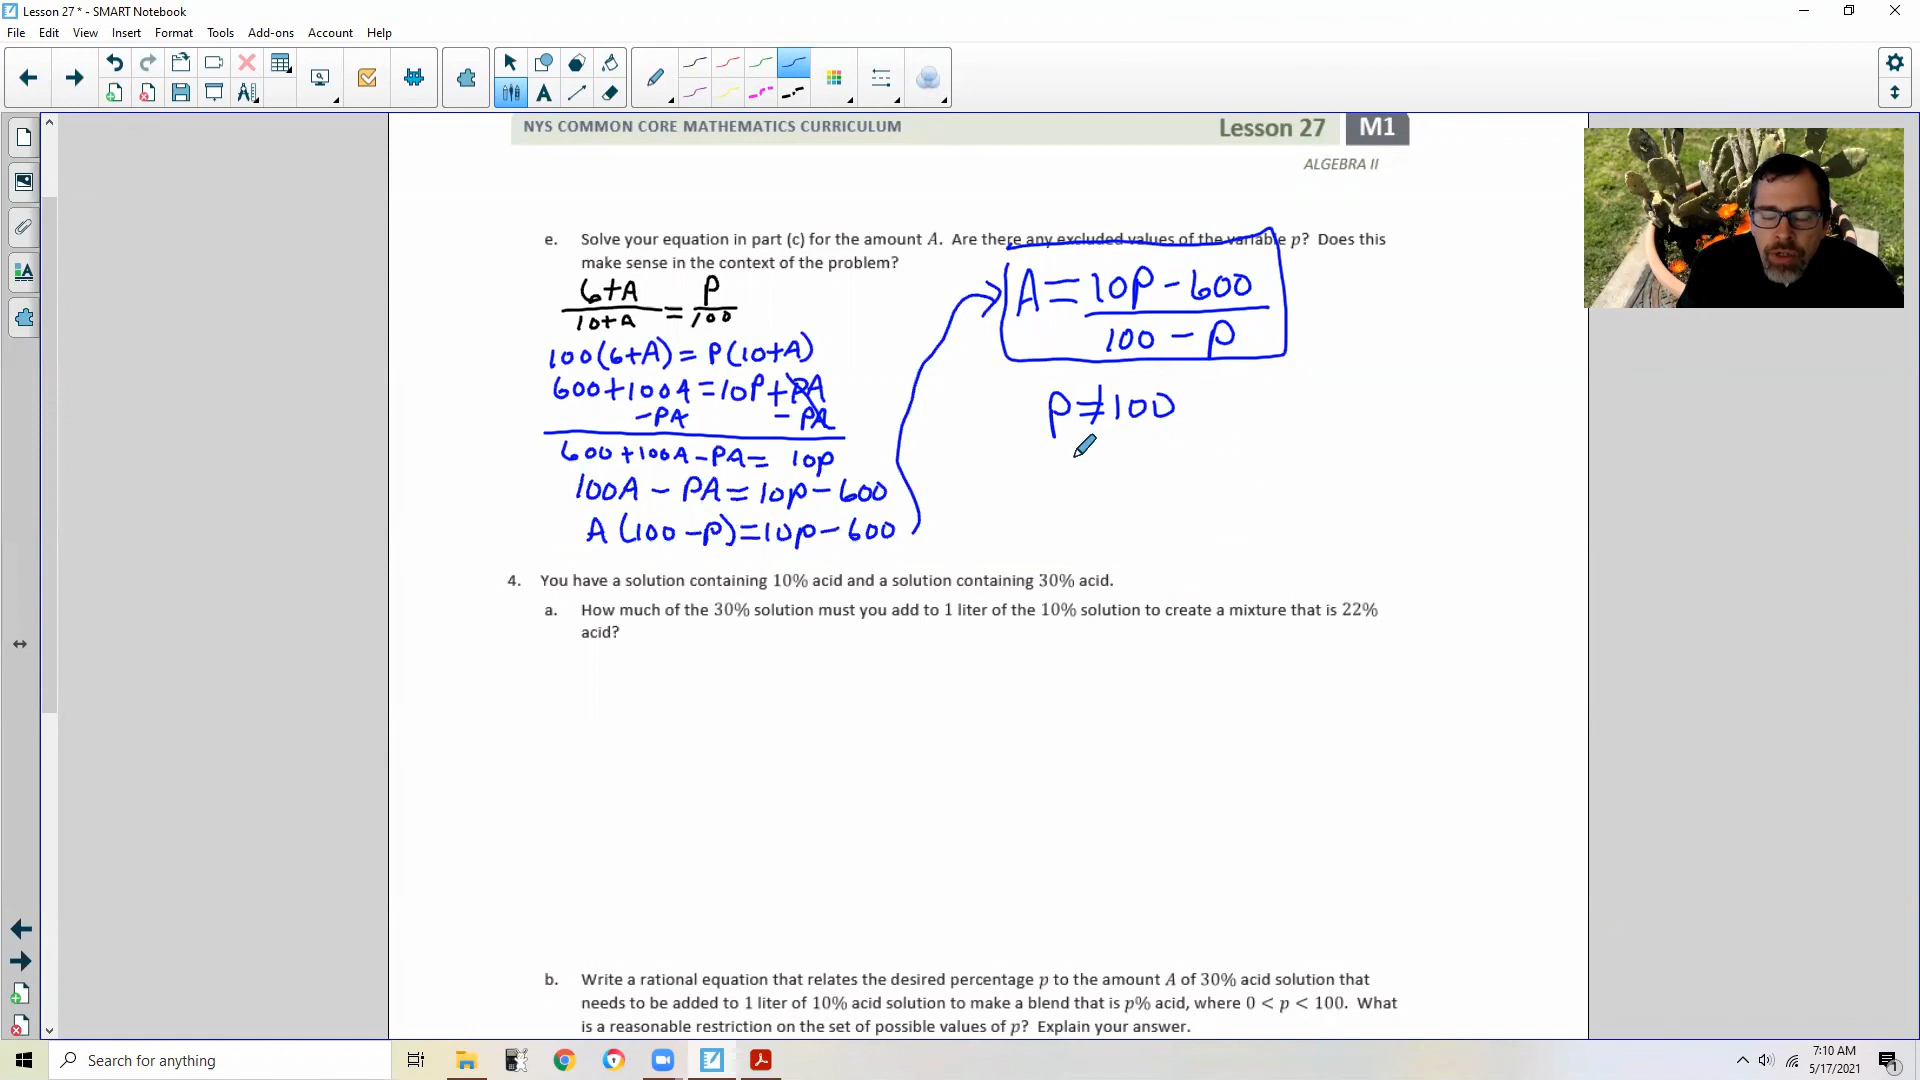 Lesson 27 * - SMART Notebook
File Edit View Insert Format Tools Add-ons Account Help
NYS COMMON CORE MATHEMATICS CURRICULUM Lesson 27 M1
ALGEBRA II
e. Solve your equation in part (c) for the amount A. Are there any excluded values of the variable p? Does this
make sense in the context of the problem?
6+A / 10+A = P / 100
100(6+A) = P(10+A)
600+100A = 10P+PA
-PA - PA
600+100A-PA= 10p
100A - PA = 10p - 600
A(100-p)=10p-600
A = 10P-600 / 100 - P
P≠100
4. You have a solution containing 10% acid and a solution containing 30% acid.
a. How much of the 30% solution must you add to 1 liter of the 10% solution to create a mixture that is 22%
acid?
b. Write a rational equation that relates the desired percentage p to the amount A of 30% acid solution that
needs to be added to 1 liter of 10% acid solution to make a blend that is p% acid, where 0 < p < 100. What
is a reasonable restriction on the set of possible values of p? Explain your answer.
Search for anything
7:10 AM
5/17/2021
1